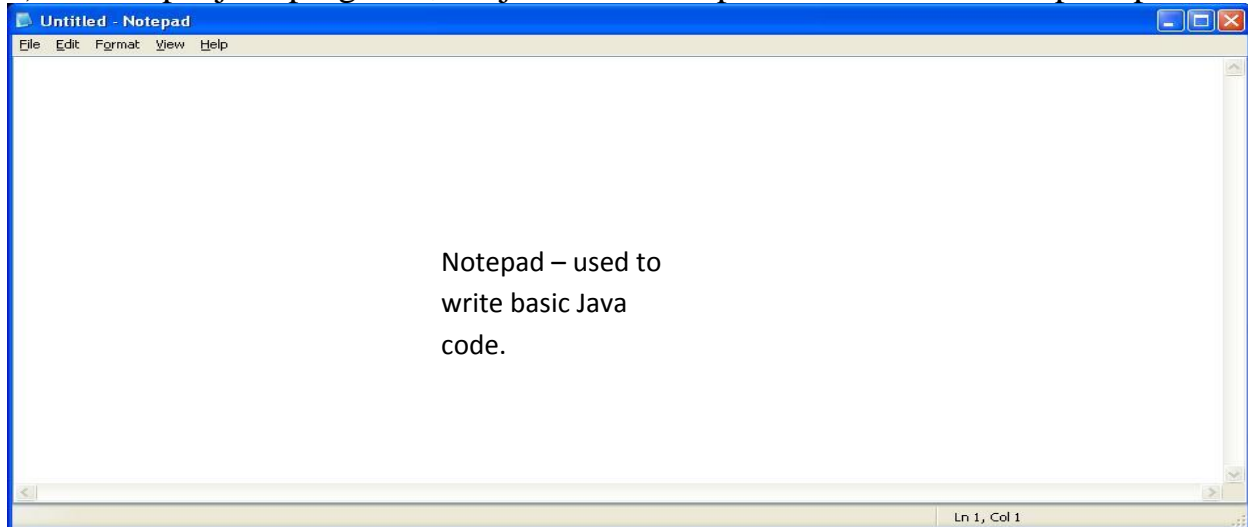 Untitled - Notepad
File Edit Format View Help
Notepad – used to
write basic Java
code.
Ln 1, Col 1